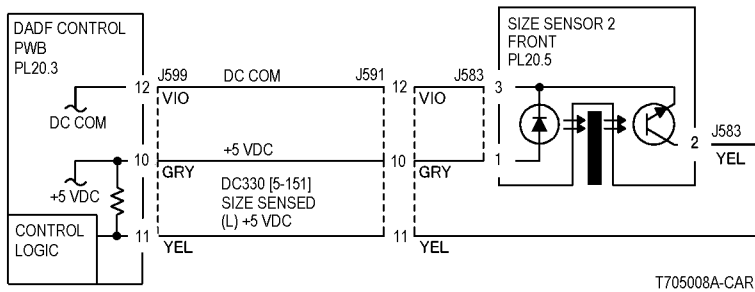 DADF CONTROL
PWB
PL20.3
12
J599
DC COM
J591
12
J583
3
SIZE SENSOR 2
FRONT
PL20.5
VIO
VIO
DC COM
2
J583
YEL
10
+5 VDC
10
1
GRY
GRY
+5 VDC
DC330 [5-151]
SIZE SENSED
(L) +5 VDC
CONTROL
LOGIC
11
11
YEL
YEL
T705008A-CAR